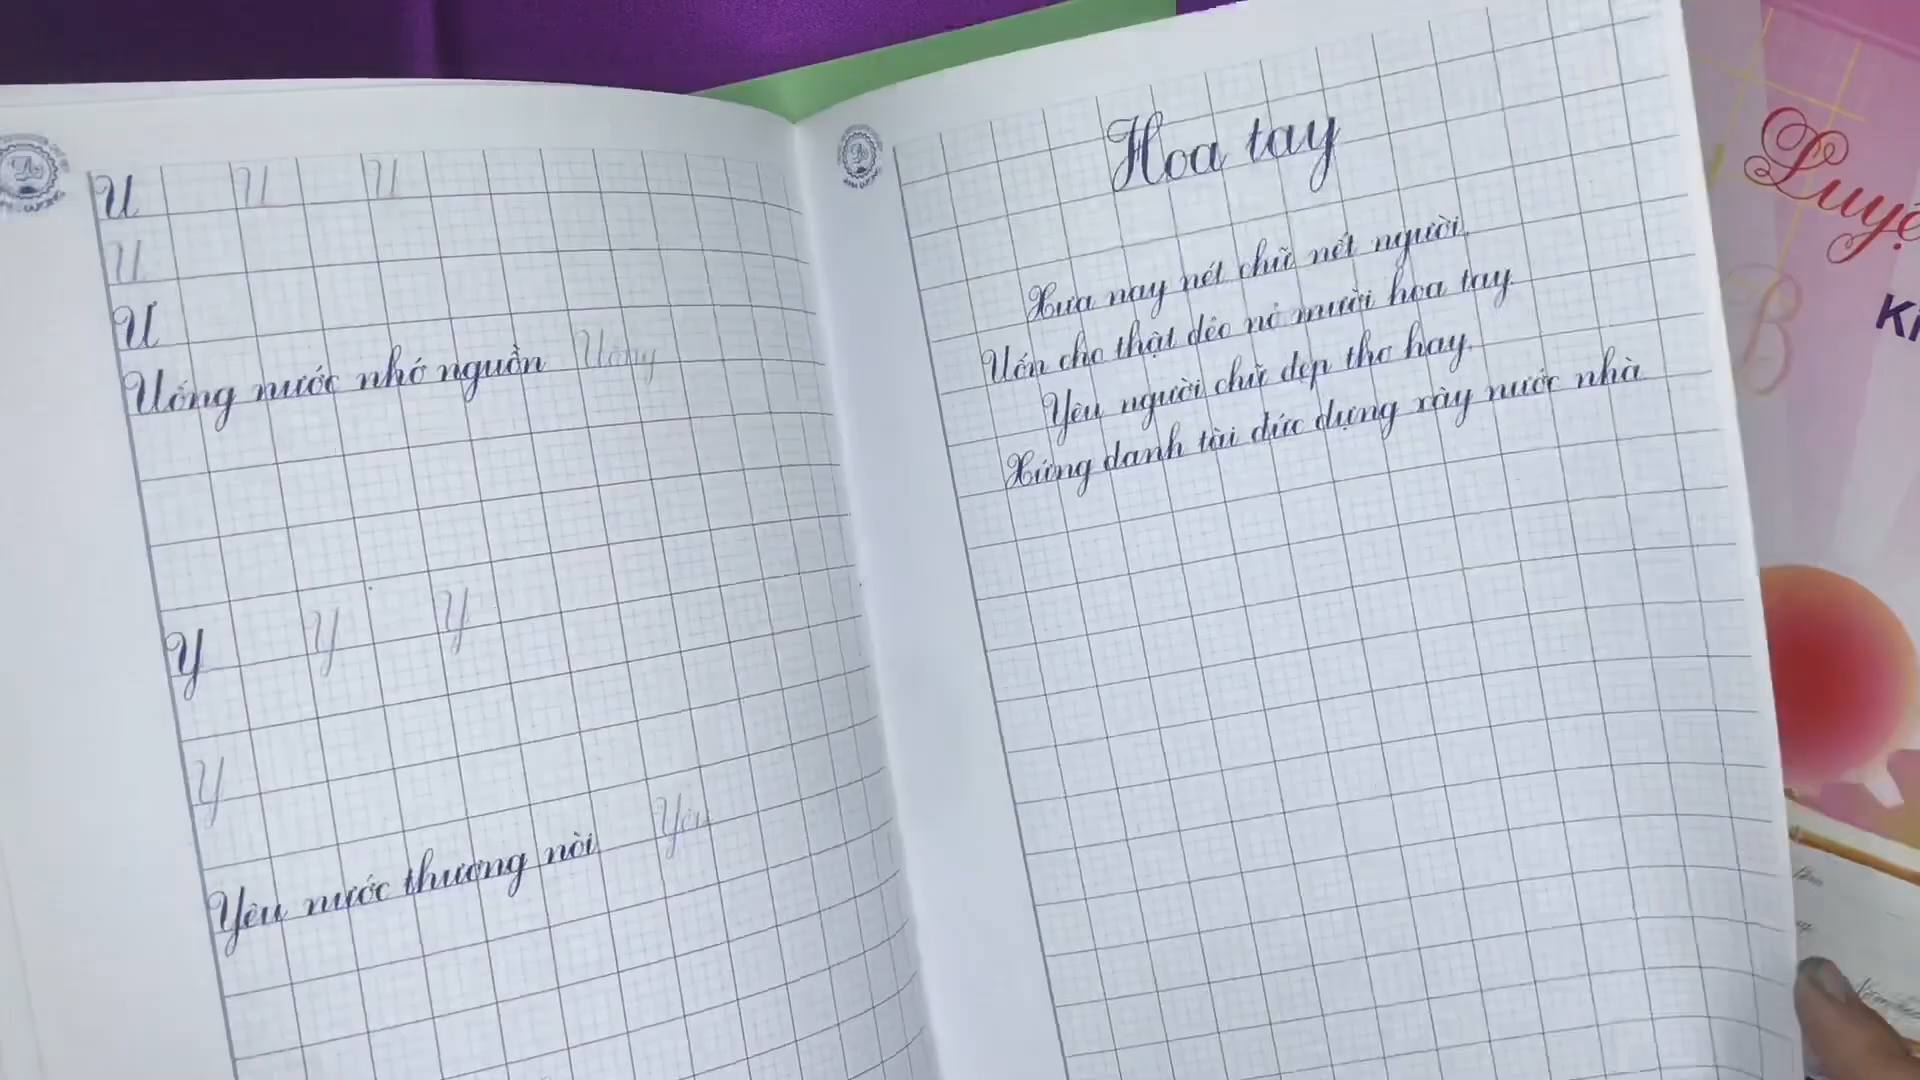 U U U
U
Ư
Uống nước nhớ nguồn Uống
Y Y Y
Y
Yêu nước thương nòi Yêu
Hoa tay
Xưa nay nét chữ nết người,
Uốn cho thật dẻo nở mười hoa tay.
Yêu người chữ đẹp thơ hay.
Xứng danh tài đức dựng xây nước nhà
Luyệ
B